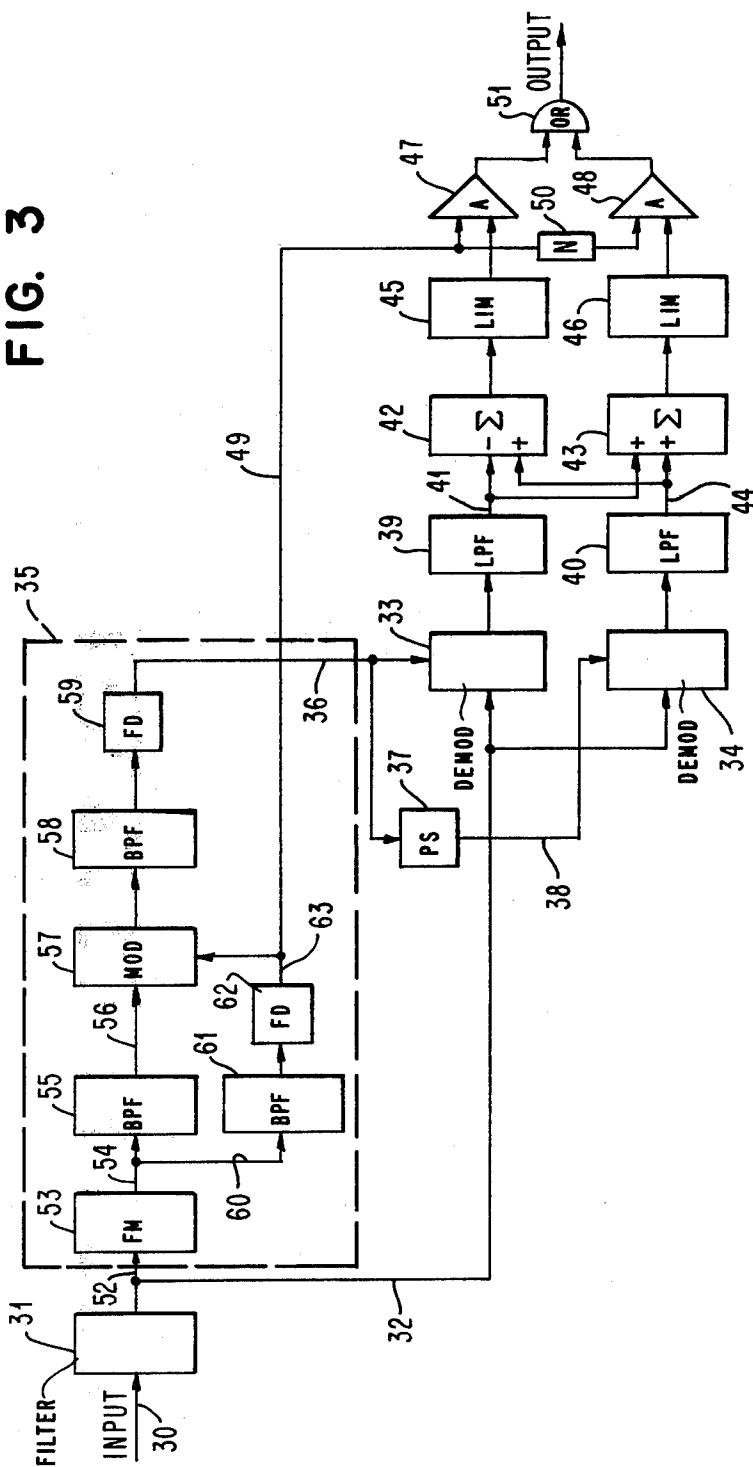 FIG. 3
FILTER
31
INPUT
30
52
32
35
53
FM
54
55
BPF
56
57
MOD
58
BPF
59
FD
60
61
BPF
62
FD
63
49
36
37
PS
38
33
DEMOD
34
DEMOD
39
LPF
40
LPF
41
44
42
- Σ
+
43
+
+ Σ
45
LIM
46
LIM
47
A
48
A
50
N
51
OR
OUTPUT